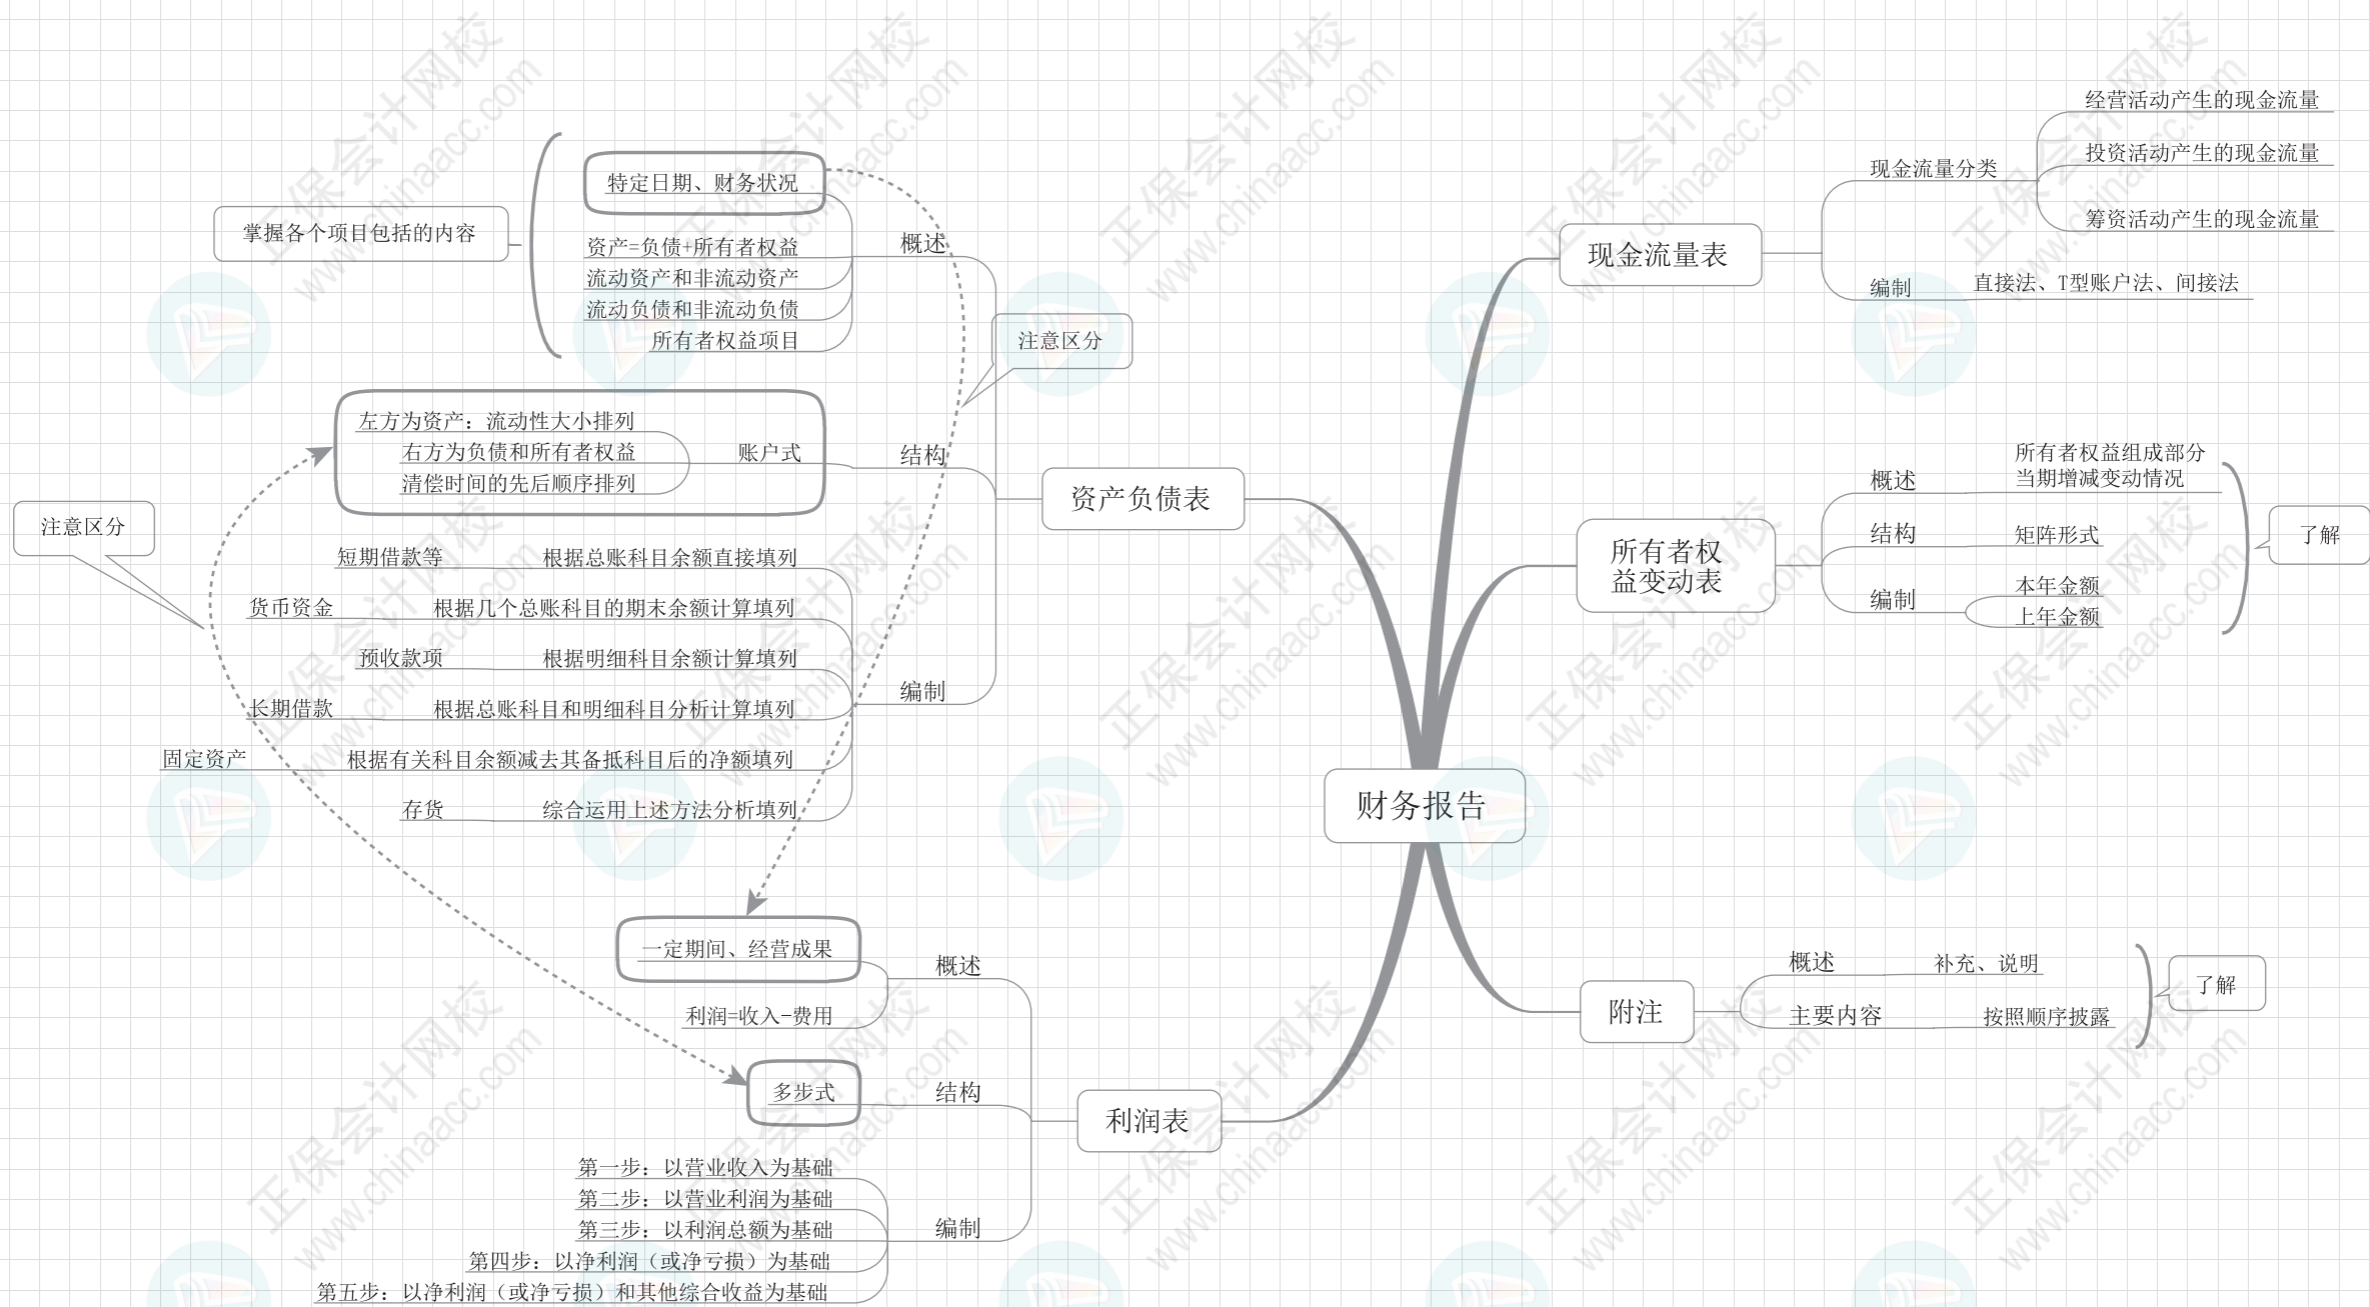 财务报告
资产负债表
概述
特定日期、财务状况
资产=负债+所有者权益
流动资产和非流动资产
流动负债和非流动负债
所有者权益项目
掌握各个项目包括的内容
注意区分
结构
账户式
左方为资产：流动性大小排列
右方为负债和所有者权益
清偿时间的先后顺序排列
注意区分
编制
根据总账科目余额直接填列
短期借款等
根据几个总账科目的期末余额计算填列
货币资金
根据明细科目余额计算填列
预收款项
根据总账科目和明细科目分析计算填列
长期借款
根据有关科目余额减去其备抵科目后的净额填列
固定资产
综合运用上述方法分析填列
存货
利润表
概述
一定期间、经营成果
利润=收入-费用
结构
多步式
编制
第一步：以营业收入为基础
第二步：以营业利润为基础
第三步：以利润总额为基础
第四步：以净利润（或净亏损）为基础
第五步：以净利润（或净亏损）和其他综合收益为基础
现金流量表
现金流量分类
经营活动产生的现金流量
投资活动产生的现金流量
筹资活动产生的现金流量
编制
直接法、T型账户法、间接法
所有者权
益变动表
概述
所有者权益组成部分
当期增减变动情况
结构
矩阵形式
编制
本年金额
上年金额
了解
附注
概述
补充、说明
主要内容
按照顺序披露
了解
正保会计网校
www.chinaacc.com